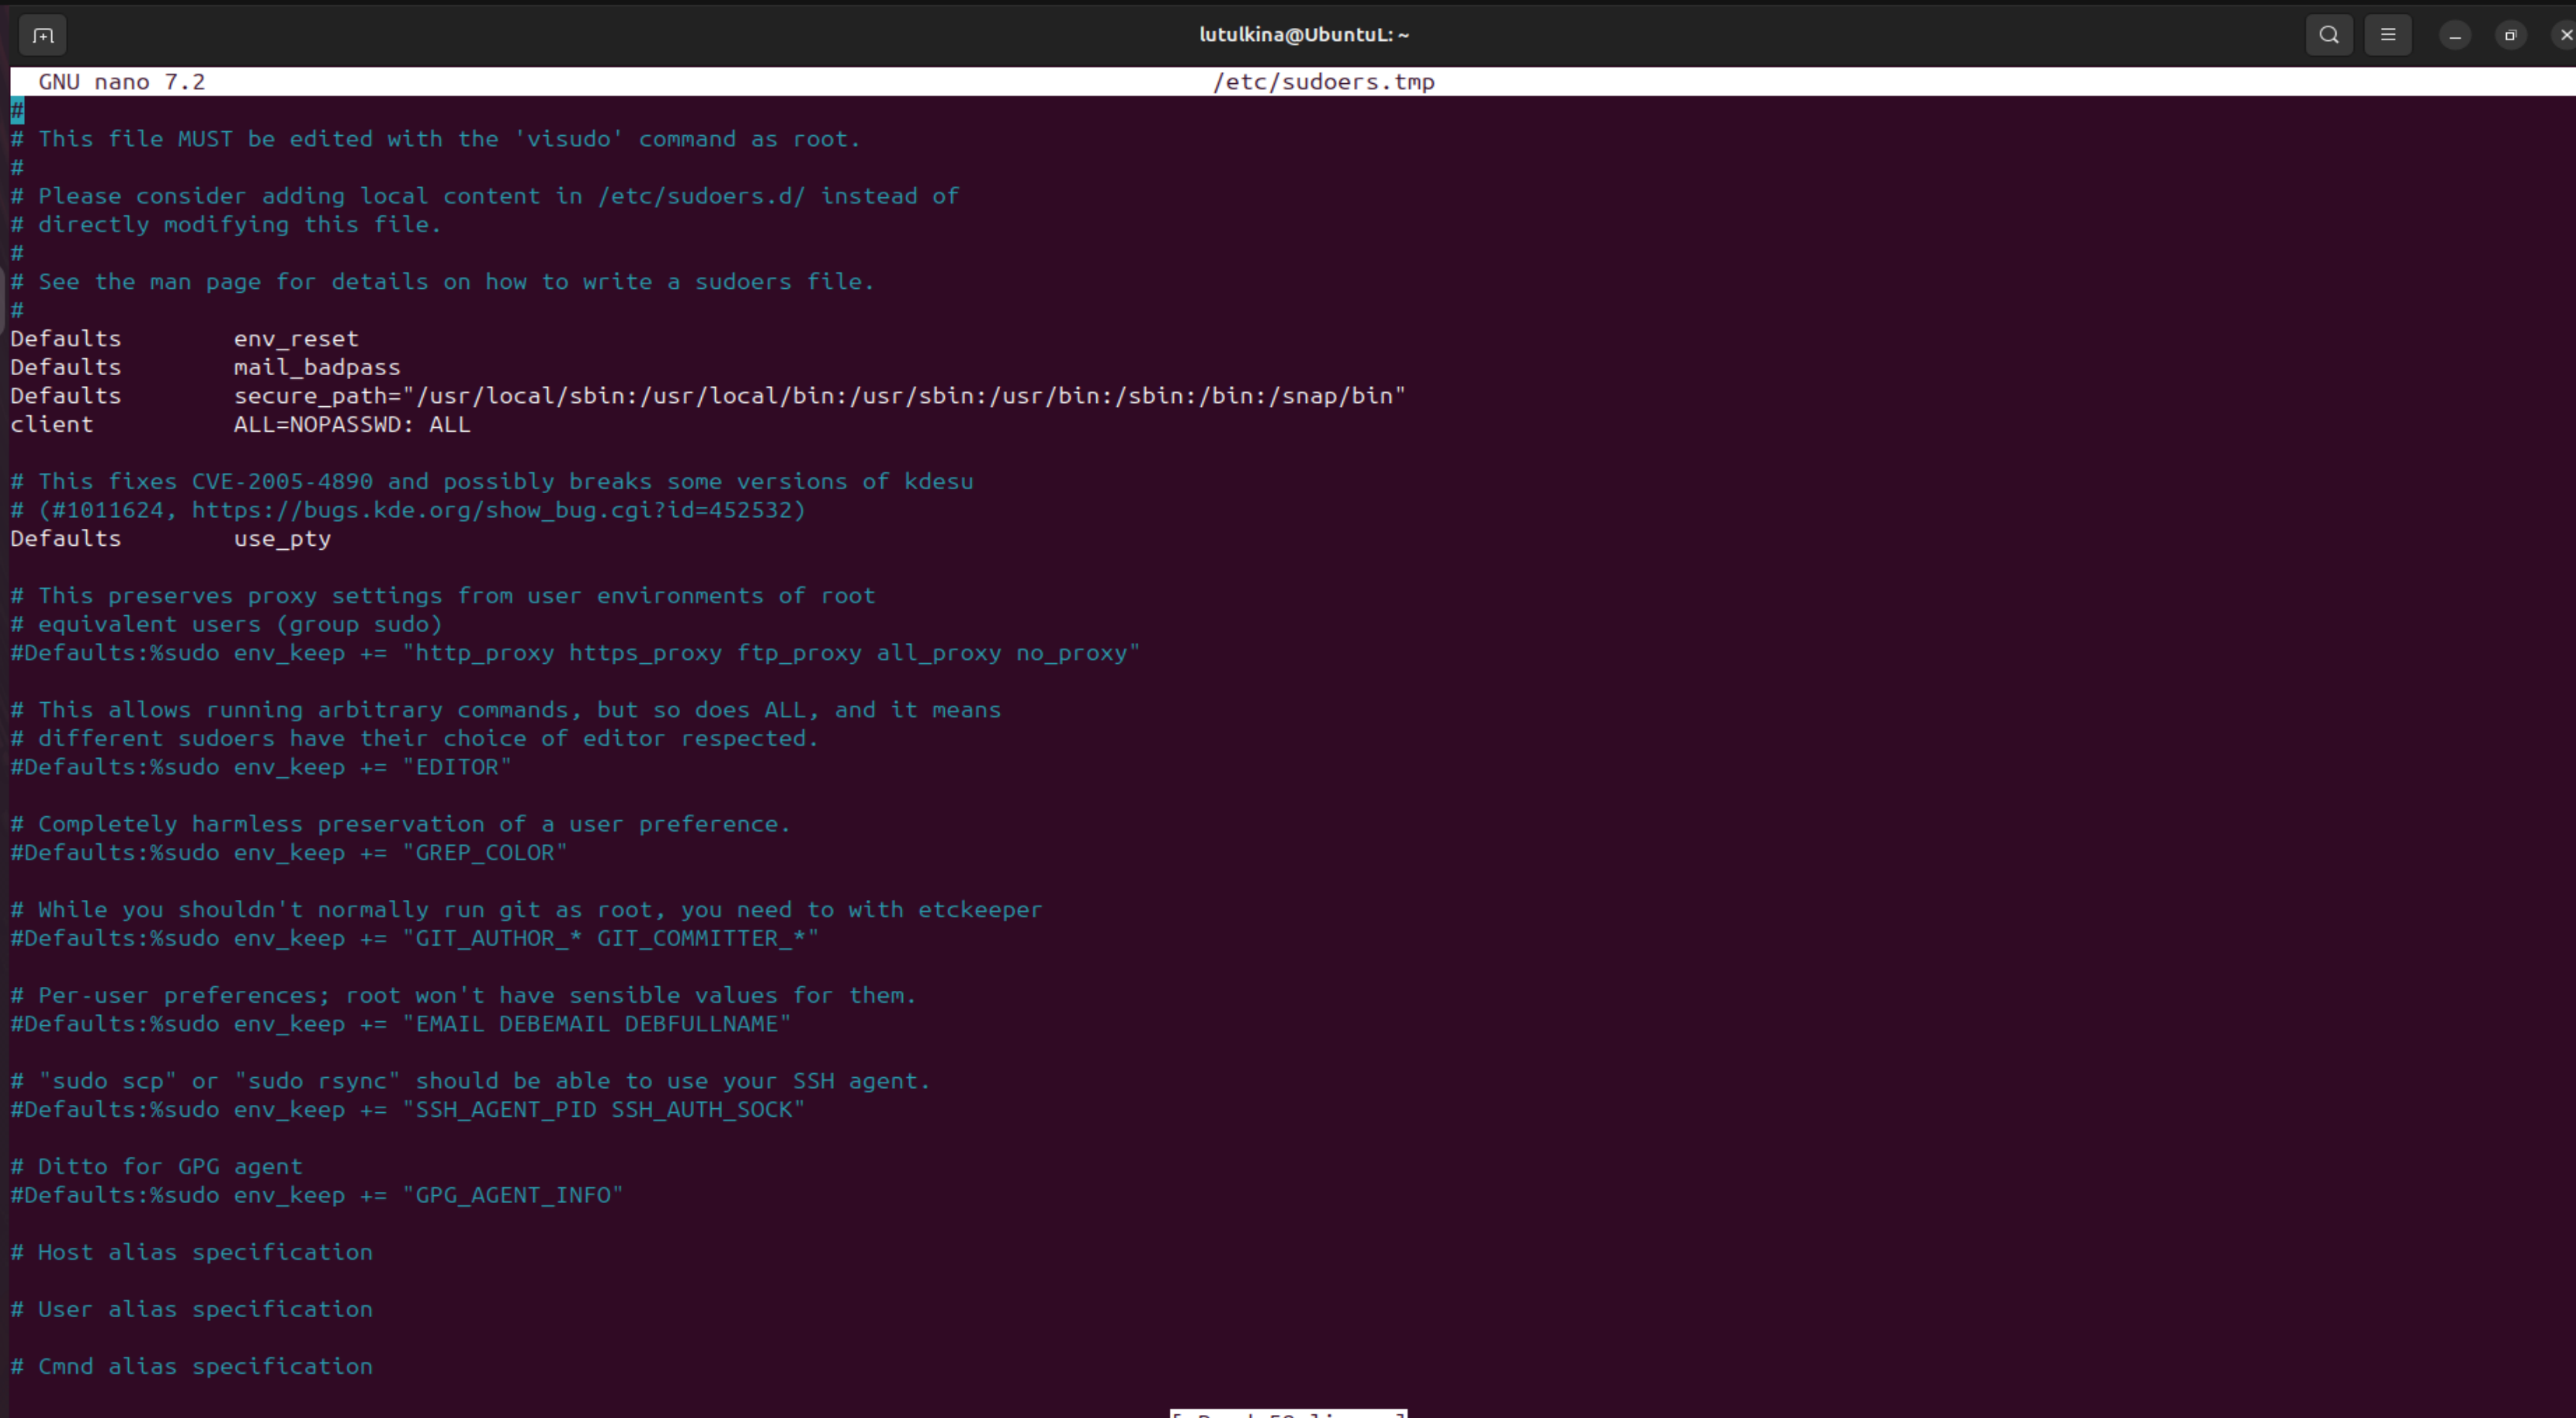 lutulkina@UbuntuL: ~
GNU nano 7.2 /etc/sudoers.tmp
#
# This file MUST be edited with the 'visudo' command as root.
#
# Please consider adding local content in /etc/sudoers.d/ instead of
# directly modifying this file.
#
# See the man page for details on how to write a sudoers file.
#
Defaults env_reset
Defaults mail_badpass
Defaults secure_path="/usr/local/sbin:/usr/local/bin:/usr/sbin:/usr/bin:/sbin:/bin:/snap/bin"
client ALL=NOPASSWD: ALL
# This fixes CVE-2005-4890 and possibly breaks some versions of kdesu
# (#1011624, https://bugs.kde.org/show_bug.cgi?id=452532)
Defaults use_pty
# This preserves proxy settings from user environments of root
# equivalent users (group sudo)
#Defaults:%sudo env_keep += "http_proxy https_proxy ftp_proxy all_proxy no_proxy"
# This allows running arbitrary commands, but so does ALL, and it means
# different sudoers have their choice of editor respected.
#Defaults:%sudo env_keep += "EDITOR"
# Completely harmless preservation of a user preference.
#Defaults:%sudo env_keep += "GREP_COLOR"
# While you shouldn't normally run git as root, you need to with etckeeper
#Defaults:%sudo env_keep += "GIT_AUTHOR_* GIT_COMMITTER_*"
# Per-user preferences; root won't have sensible values for them.
#Defaults:%sudo env_keep += "EMAIL DEBEMAIL DEBFULLNAME"
# "sudo scp" or "sudo rsync" should be able to use your SSH agent.
#Defaults:%sudo env_keep += "SSH_AGENT_PID SSH_AUTH_SOCK"
# Ditto for GPG agent
#Defaults:%sudo env_keep += "GPG_AGENT_INFO"
# Host alias specification
# User alias specification
# Cmnd alias specification